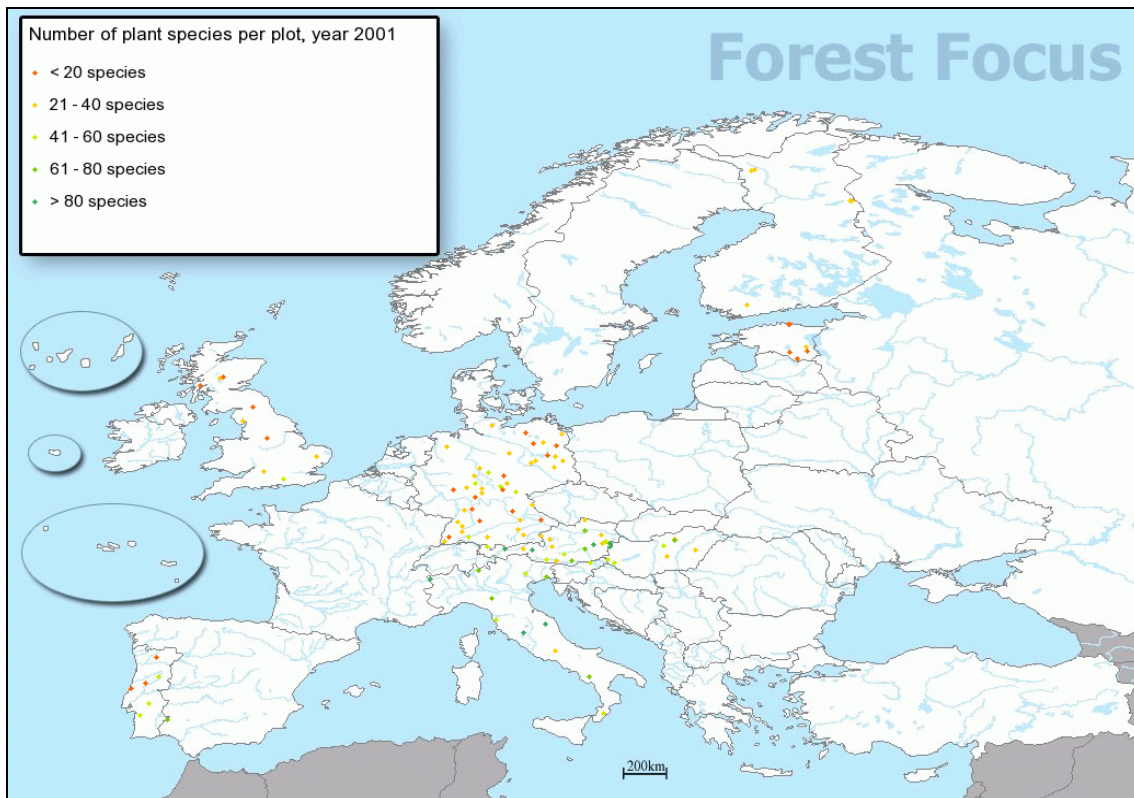 Number of plant species per plot, year 2001
Forest Focus
< 20 species
21 - 40 species
41 - 60 species
61 - 80 species
> 80 species
200km